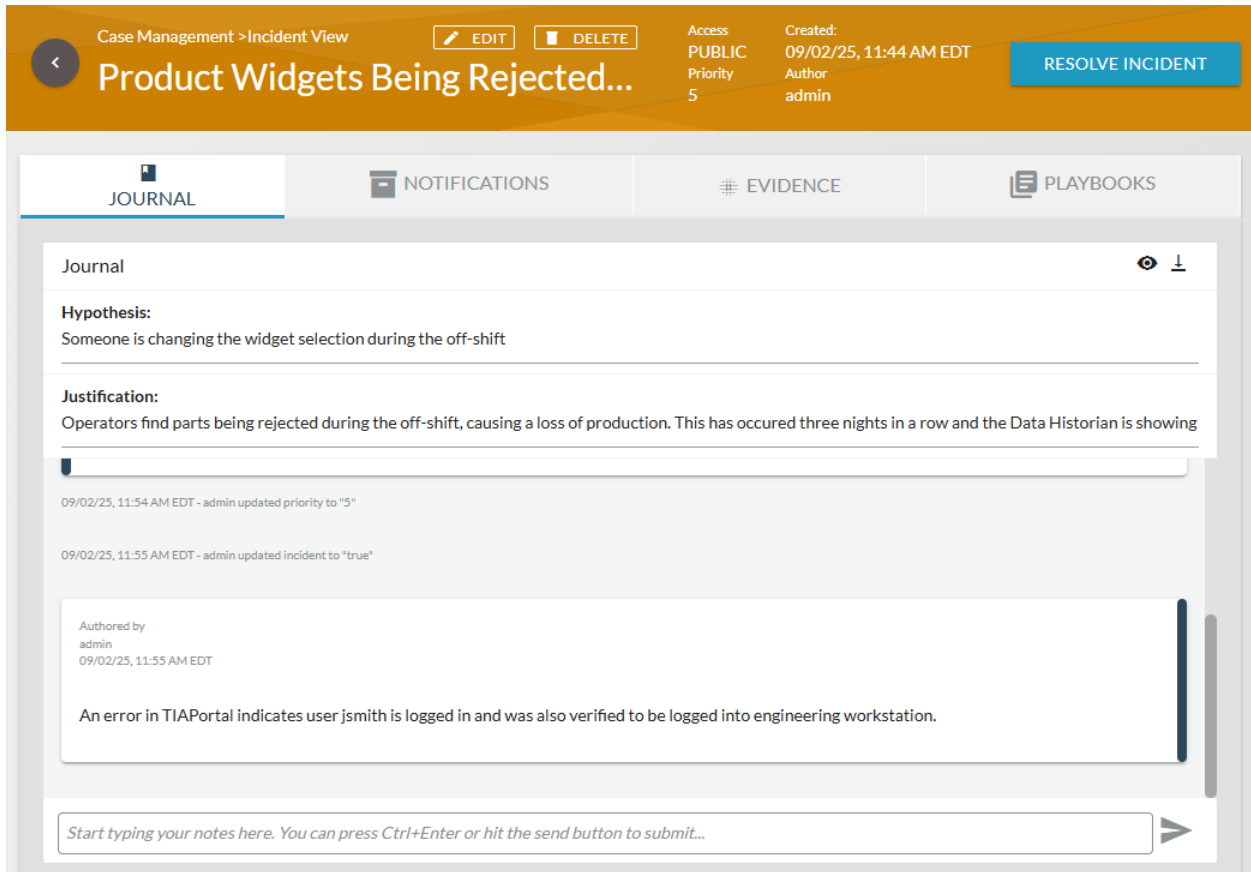 Case Management >Incident View
EDIT
DELETE
Product Widgets Being Rejected...
Access
PUBLIC
Priority
5
Created:
09/02/25, 11:44 AM EDT
Author
admin
RESOLVE INCIDENT
JOURNAL
NOTIFICATIONS
EVIDENCE
PLAYBOOKS
Journal
Hypothesis:
Someone is changing the widget selection during the off-shift
Justification:
Operators find parts being rejected during the off-shift, causing a loss of production. This has occured three nights in a row and the Data Historian is showing
09/02/25, 11:54 AM EDT - admin updated priority to "5"
09/02/25, 11:55 AM EDT - admin updated incident to "true"
Authored by
admin
09/02/25, 11:55 AM EDT
An error in TIAPortal indicates user jsmith is logged in and was also verified to be logged into engineering workstation.
Start typing your notes here. You can press Ctrl+Enter or hit the send button to submit...